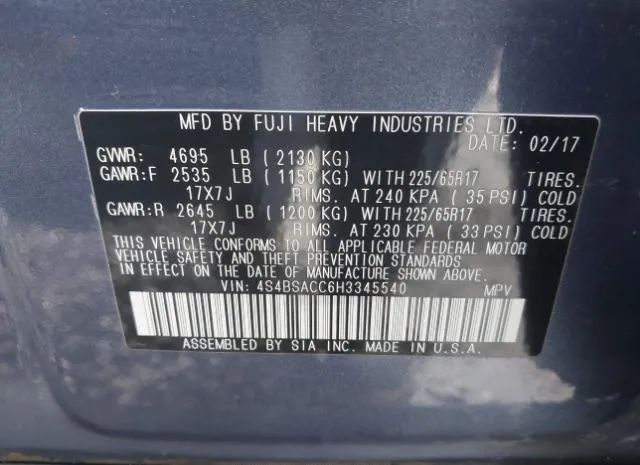 MFD BY FUJI HEAVY INDUSTRIES LTD.
DATE: 02/17
GVWR: 4695 LB ( 2130 KG)
GAWR:F 2535 LB ( 1150 KG) WITH 225/65R17 TIRES.
17X7J RIMS. AT 240 KPA ( 35 PSI) COLD
GAWR:R 2645 LB ( 1200 KG) WITH 225/65R17 TIRES.
17X7J RIMS. AT 230 KPA ( 33 PSI) COLD
THIS VEHICLE CONFORMS TO ALL APPLICABLE FEDERAL MOTOR
VEHICLE SAFETY AND THEFT PREVENTION STANDARDS
IN EFFECT ON THE DATE OF MANUFACTURE SHOWN ABOVE.
VIN: 4S4BSACC6H3345540 MPV
ASSEMBLED BY SIA INC. MADE IN U.S.A.